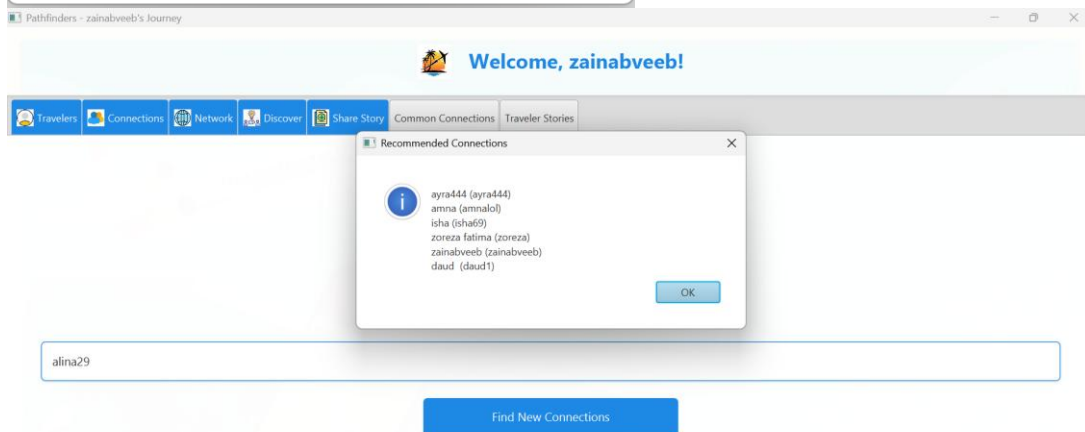 Pathfinders - zainabveeb's Journey
Welcome, zainabveeb!
Travelers Connections Network Discover Share Story Common Connections Traveler Stories
Recommended Connections
ayra444 (ayra444)
amna (amnalol)
isha (isha69)
zoreza fatima (zoreza)
zainabveeb (zainabveeb)
daud (daud1)
OK
alina29
Find New Connections